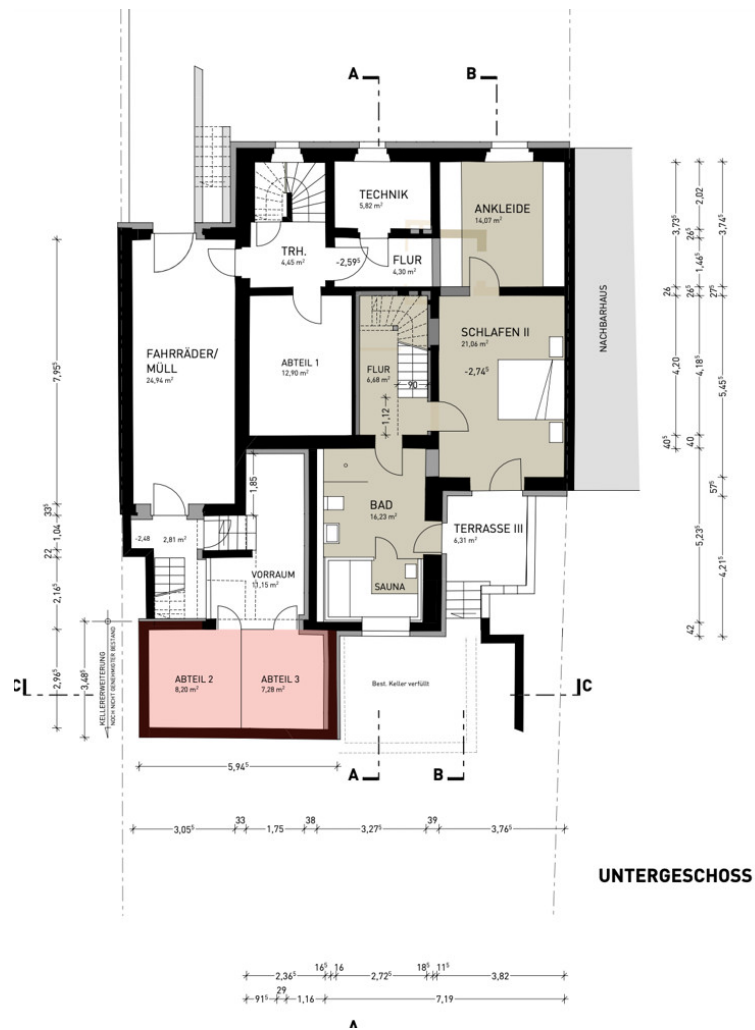 A
B
TECHNIK
5,82 m²
ANKLEIDE
14,07 m²
TRH.
4,45 m²
-2,59⁵
FLUR
4,30 m²
NACHBARHAUS
FAHRRÄDER/
MÜLL
24,94 m²
ABTEIL 1
12,90 m²
FLUR
6,68 m²
90
1,12
SCHLAFEN II
21,06 m²
-2,74⁵
1,85
BAD
16,23 m²
SAUNA
TERRASSE III
6,31 m²
-2,48
2,81 m²
VORRAUM
11,15 m²
ABTEIL 2
8,20 m²
ABTEIL 3
7,28 m²
Best. Keller verfüllt
KELLERERWEITERUNG
NOCH NICHT GENEHMIGTER BESTAND
C
C
A
B
7,95⁵
33⁵
1,04
22
2,16⁵
2,96⁵
3,48⁵
3,73⁵
26
4,20
40⁵
2,02
26⁵
1,46⁵
26⁵
4,18⁵
40
5,23⁵
42
3,74⁵
27⁵
5,45⁵
57⁵
4,21⁵
5,94⁵
3,05⁵
33
1,75
38
3,27⁵
39
3,76⁵
UNTERGESCHOSS
2,36⁵
16⁵
16
2,72⁵
18⁵
11⁵
3,82
91⁵
29
1,16
7,19
A